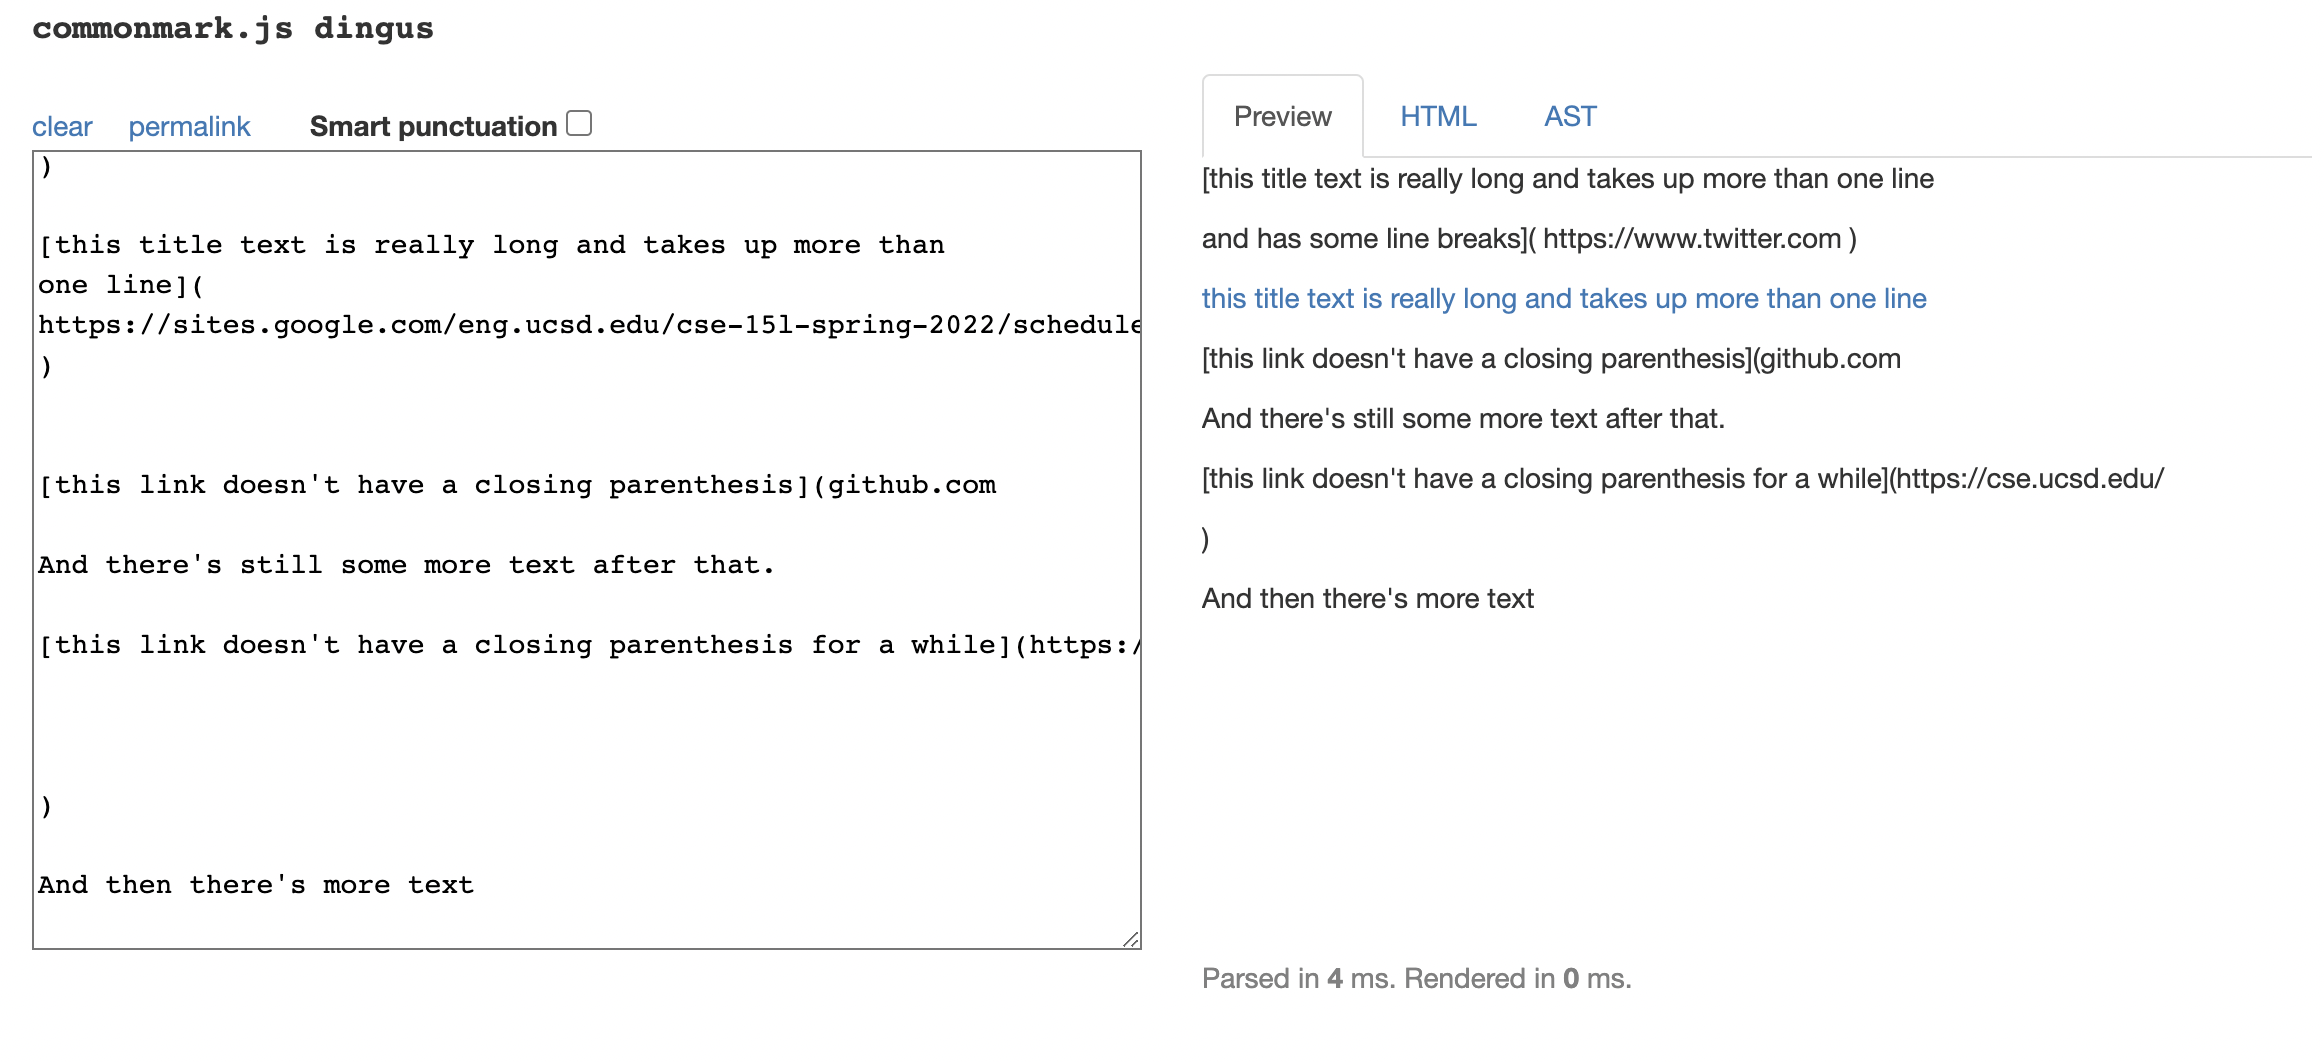 commonmark.js dingus
clear permalink Smart punctuation
)
[this title text is really long and takes up more than
one line](
https://sites.google.com/eng.ucsd.edu/cse-15l-spring-2022/schedule
)
[this link doesn't have a closing parenthesis](github.com
And there's still some more text after that.
[this link doesn't have a closing parenthesis for a while](https:/
)
And then there's more text
Preview HTML AST
[this title text is really long and takes up more than one line
and has some line breaks]( https://www.twitter.com )
this title text is really long and takes up more than one line
[this link doesn't have a closing parenthesis](github.com
And there's still some more text after that.
[this link doesn't have a closing parenthesis for a while](https://cse.ucsd.edu/
)
And then there's more text
Parsed in 4 ms. Rendered in 0 ms.